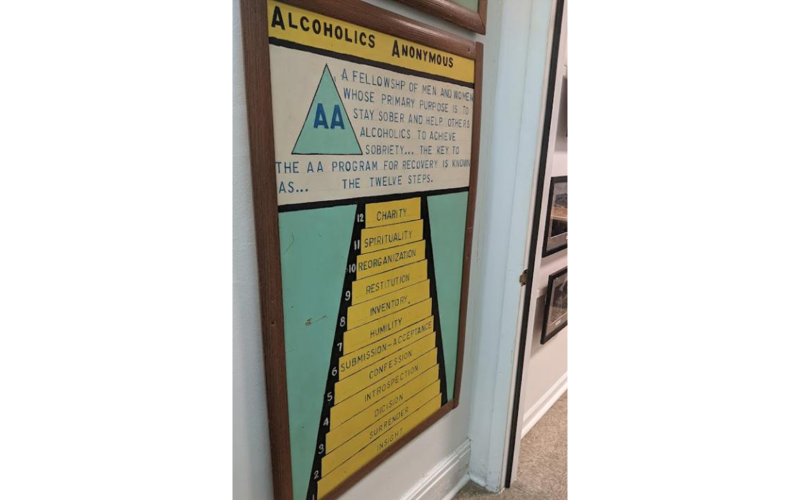 ALCOHOLICS ANONYMOUS
A FELLOWSHP OF MEN AND WOMEN
WHOSE PRIMARY PURPOSE IS TO
AA
STAY SOBER AND HELP OTHERS
ALCOHOLICS TO ACHIEVE
SOBRIETY... THE KEY TO
THE AA PROGRAM FOR RECOVERY IS KNOWN
AS... THE TWELVE STEPS.
12 CHARITY
11 SPIRITUALITY
10 REORGANIZATION
9 RESTITUTION
8 INVENTORY
7 HUMILITY
6 SUBMISSION-ACCEPTANCE
5 CONFESSION
4 INTROSPECTION
3 DICISION
2 SURRENDER
1 INSIGHT